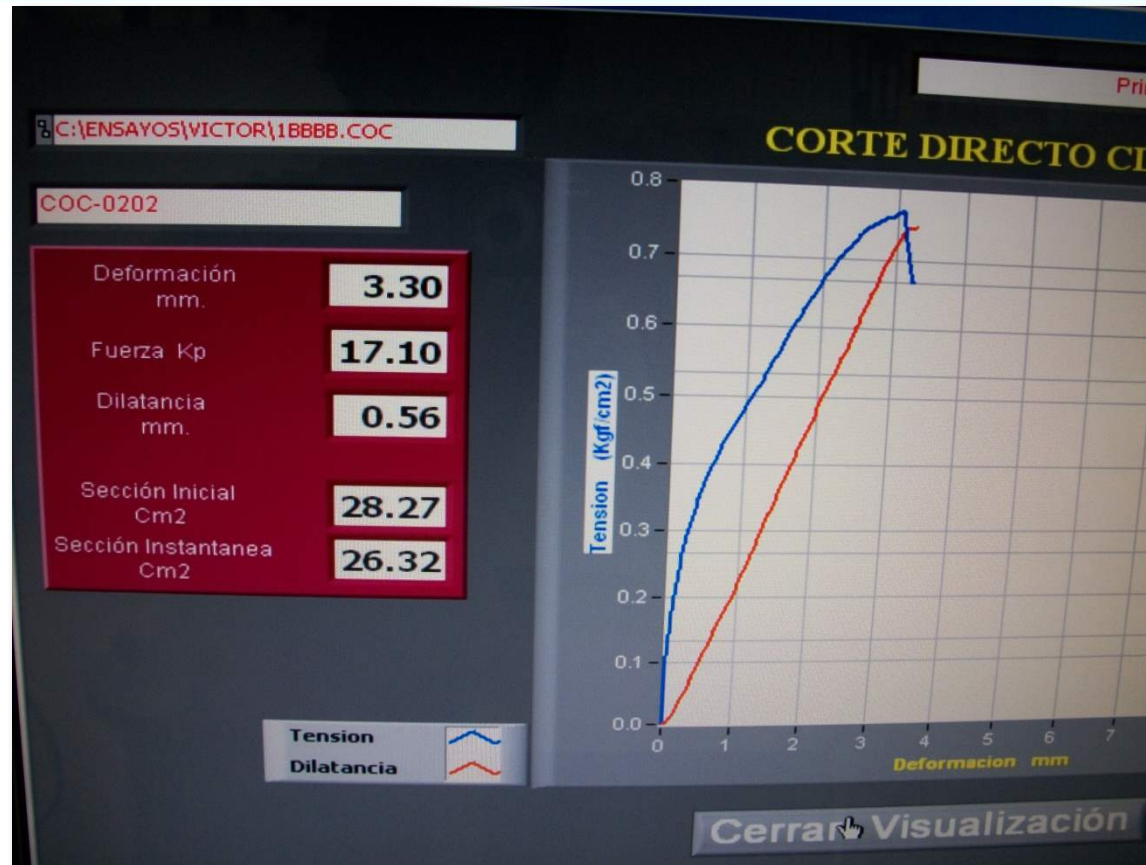 Pri
C:\ENSAYOS\VICTOR\1BBBB.COC
CORTE DIRECTO CI
COC-0202
Deformación
mm.
3.30
Fuerza Kp
17.10
Dilatancia
mm.
0.56
Sección Inicial
Cm2
28.27
Sección Instantanea
Cm2
26.32
Tension
Dilatancia
Tension (Kgf/cm2)
0.8
0.7
0.6
0.5
0.4
0.3
0.2
0.1
0.0
0 1 2 3 4 5 6 7
Deformacion mm
Cerrar Visualización